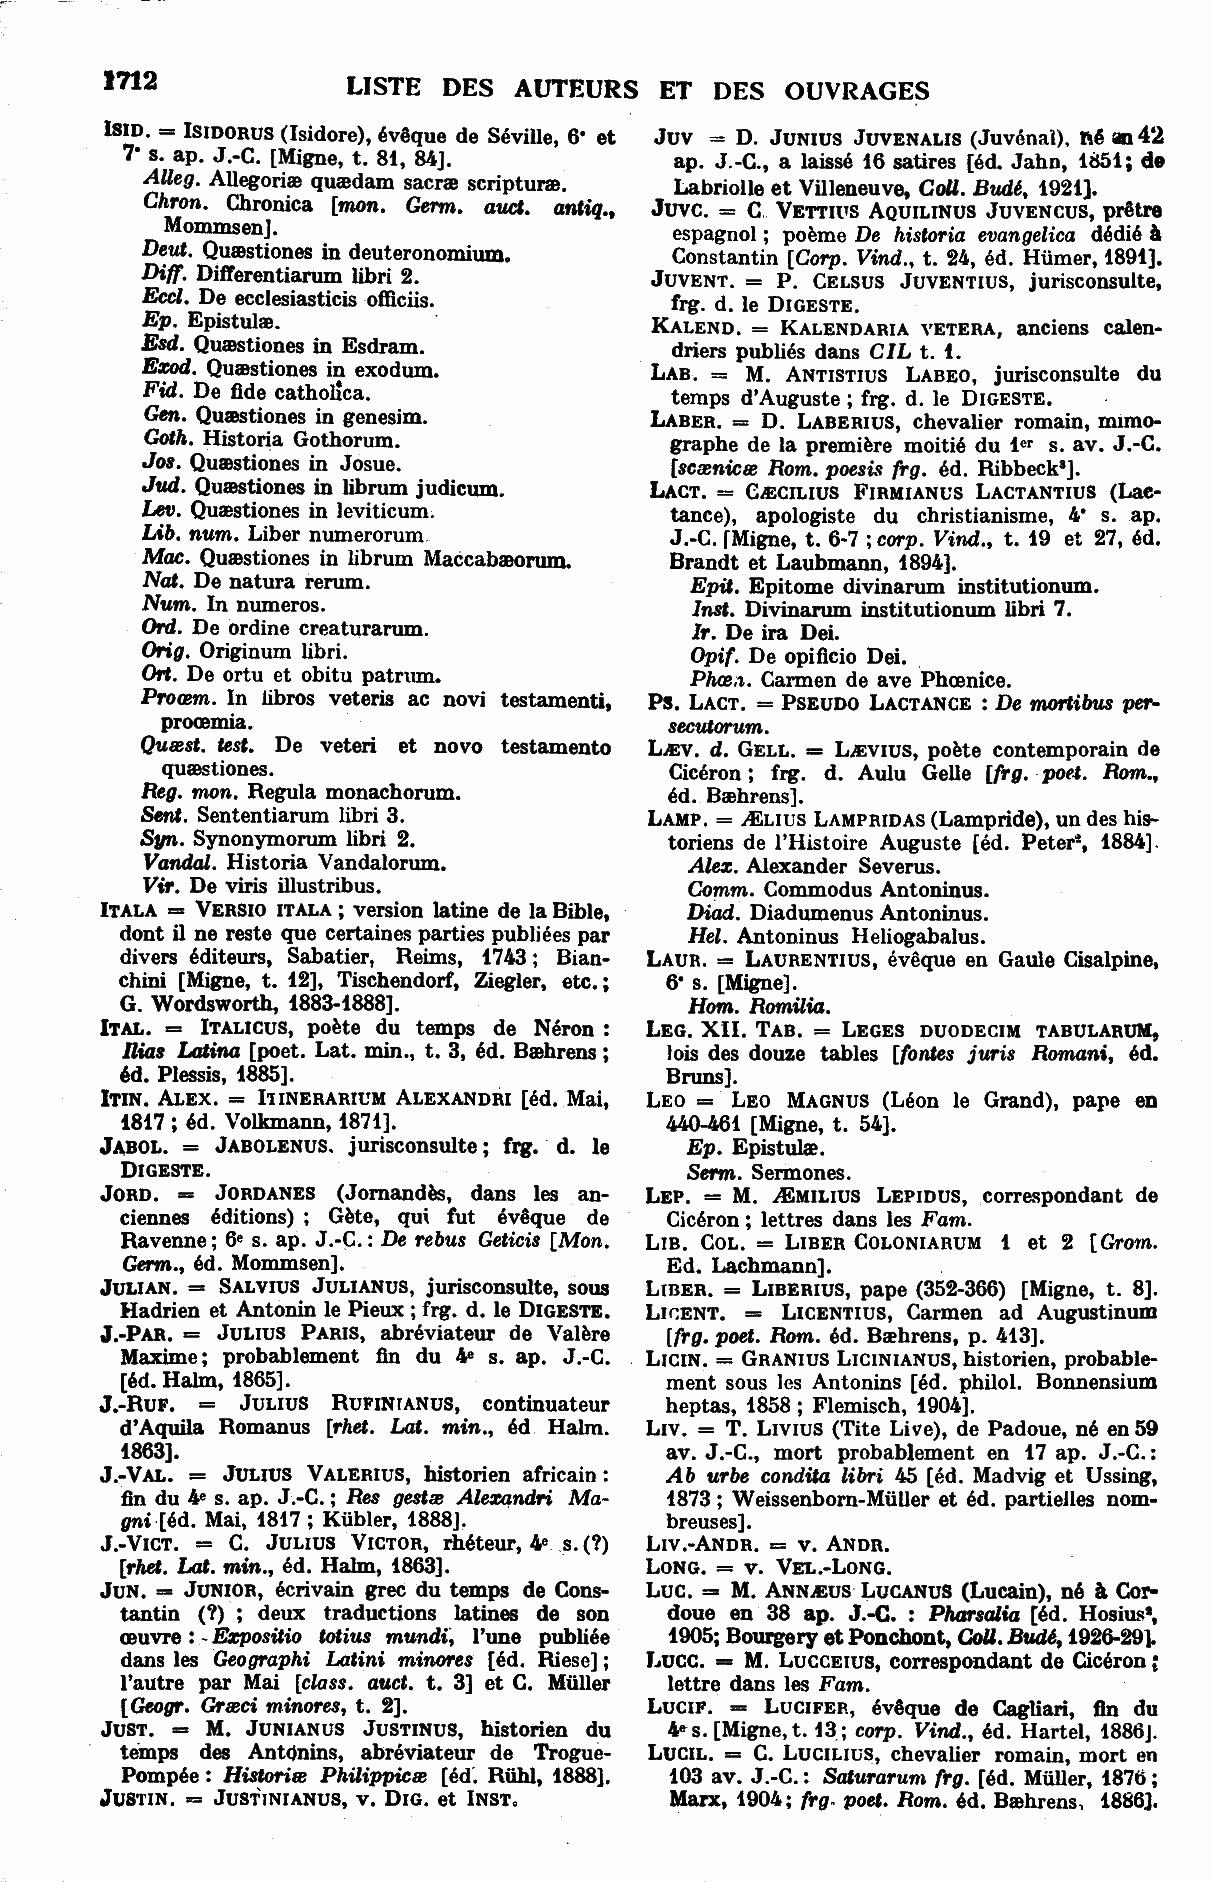 1712
LISTE DES AUTEURS ET DES OUVRAGES
ISID. = ISIDORUS (Isidore), évêque de Séville, 6e et
7e s. ap. J.-C. [Migne, t. 81, 84].
Alleg. Allegoriæ quædam sacræ scripturæ.
Chron. Chronica [mon. Germ. auct. antiq.,
Mommsen].
Deut. Quæstiones in deuteronomium.
Diff. Differentiarum libri 2.
Eccl. De ecclesiasticis officiis.
Ep. Epistulæ.
Esd. Quæstiones in Esdram.
Exod. Quæstiones in exodum.
Fid. De fide catholica.
Gen. Quæstiones in genesim.
Goth. Historia Gothorum.
Jos. Quæstiones in Josue.
Jud. Quæstiones in librum judicum.
Lev. Quæstiones in leviticum.
Lib. num. Liber numerorum
Mac. Quæstiones in librum Maccabæorum.
Nat. De natura rerum.
Num. In numeros.
Ord. De ordine creaturarum.
Orig. Originum libri.
Ort. De ortu et obitu patrum.
Proœm. In libros veteris ac novi testamenti,
proœmia.
Quæst. test. De veteri et novo testamento
quæstiones.
Reg. mon. Regula monachorum.
Sent. Sententiarum libri 3.
Syn. Synonymorum libri 2.
Vandal. Historia Vandalorum.
Vir. De viris illustribus.
ITALA = VERSIO ITALA ; version latine de la Bible,
dont il ne reste que certaines parties publiées par
divers éditeurs, Sabatier, Reims, 1743 ; Bian-
chini [Migne, t. 12], Tischendorf, Ziegler, etc. ;
G. Wordsworth, 1883-1888].
ITAL. = ITALICUS, poète du temps de Néron :
Ilias Latina [poet. Lat. min., t. 3, éd. Bæhrens ;
éd. Plessis, 1885].
ITIN. ALEX. = ITINERARIUM ALEXANDRI [éd. Mai,
1817 ; éd. Volkmann, 1871].
JABOL. = JABOLENUS, jurisconsulte ; frg. d. le
DIGESTE.
JORD. = JORDANES (Jornandès, dans les an-
ciennes éditions) ; Gète, qui fut évêque de
Ravenne ; 6e s. ap. J.-C. : De rebus Geticis [Mon.
Germ., éd. Mommsen].
JULIAN. = SALVIUS JULIANUS, jurisconsulte, sous
Hadrien et Antonin le Pieux ; frg. d. le DIGESTE.
J.-PAR. = JULIUS PARIS, abréviateur de Valère
Maxime ; probablement fin du 4e s. ap. J.-C.
[éd. Halm, 1865].
J.-RUF. = JULIUS RUFINIANUS, continuateur
d'Aquila Romanus [rhet. Lat. min., éd Halm.
1863].
J.-VAL. = JULIUS VALERIUS, historien africain :
fin du 4e s. ap. J.-C. ; Res gestæ Alexandri Ma-
gni [éd. Mai, 1817 ; Kübler, 1888].
J.-VICT. = C. JULIUS VICTOR, rhéteur, 4e s. (?)
[rhet. Lat. min., éd. Halm, 1863].
JUN. = JUNIOR, écrivain grec du temps de Cons-
tantin (?) ; deux traductions latines de son
œuvre : Expositio totius mundi, l'une publiée
dans les Geographi Latini minores [éd. Riese] ;
l'autre par Mai [class. auct. t. 3] et C. Müller
[Geogr. Græci minores, t. 2].
JUST. = M. JUNIANUS JUSTINUS, historien du
temps des Antonins, abréviateur de Trogue-
Pompée : Historiæ Philippicæ [éd. Rühl, 1888].
JUSTIN. = JUSTINIANUS, v. DIG. et INST.
JUV = D. JUNIUS JUVENALIS (Juvénal), né en 42
ap. J.-C., a laissé 16 satires [éd. Jahn, 1851 ; de
Labriolle et Villeneuve, Coll. Budé, 1921].
JUVC. = C. VETTIUS AQUILINUS JUVENCUS, prêtre
espagnol ; poème De historia evangelica dédié à
Constantin [Corp. Vind., t. 24, éd. Hümer, 1891].
JUVENT. = P. CELSUS JUVENTIUS, jurisconsulte,
frg. d. le DIGESTE.
KALEND. = KALENDARIA VETERA, anciens calen-
driers publiés dans CIL t. 1.
LAB. = M. ANTISTIUS LABEO, jurisconsulte du
temps d'Auguste ; frg. d. le DIGESTE.
LABER. = D. LABERIUS, chevalier romain, mimo-
graphe de la première moitié du 1er s. av. J.-C.
[scænicæ Rom. poesis frg. éd. Ribbeck³].
LACT. = CÆCILIUS FIRMIANUS LACTANTIUS (Lac-
tance), apologiste du christianisme, 4e s. ap.
J.-C. [Migne, t. 6-7 ; corp. Vind., t. 19 et 27, éd.
Brandt et Laubmann, 1894].
Epit. Epitome divinarum institutionum.
Inst. Divinarum institutionum libri 7.
Ir. De ira Dei.
Opif. De opificio Dei.
Phœn. Carmen de ave Phœnice.
PS. LACT. = PSEUDO LACTANCE : De mortibus per-
secutorum.
LÆV. d. GELL. = LÆVIUS, poète contemporain de
Cicéron ; frg. d. Aulu Gelle [frg. poet. Rom.,
éd. Bæhrens].
LAMP. = ÆLIUS LAMPRIDAS (Lampride), un des his-
toriens de l'Histoire Auguste [éd. Peter², 1884].
Alex. Alexander Severus.
Comm. Commodus Antoninus.
Diad. Diadumenus Antoninus.
Hel. Antoninus Heliogabalus.
LAUR. = LAURENTIUS, évêque en Gaule Cisalpine,
6e s. [Migne].
Hom. Romilia.
LEG. XII. TAB. = LEGES DUODECIM TABULARUM,
lois des douze tables [fontes juris Romani, éd.
Bruns].
LEO = LEO MAGNUS (Léon le Grand), pape en
440-461 [Migne, t. 54].
Ep. Epistulæ.
Serm. Sermones.
LEP. = M. ÆMILIUS LEPIDUS, correspondant de
Cicéron ; lettres dans les Fam.
LIB. COL. = LIBER COLONIARUM 1 et 2 [Grom.
Ed. Lachmann].
LIBER. = LIBERIUS, pape (352-366) [Migne, t. 8].
LICENT. = LICENTIUS, Carmen ad Augustinum
[frg. poet. Rom. éd. Bæhrens, p. 413].
LICIN. = GRANIUS LICINIANUS, historien, probable-
ment sous les Antonins [éd. philol. Bonnensium
heptas, 1858 ; Flemisch, 1904].
LIV. = T. LIVIUS (Tite Live), de Padoue, né en 59
av. J.-C., mort probablement en 17 ap. J.-C. :
Ab urbe condita libri 45 [éd. Madvig et Ussing,
1873 ; Weissenborn-Müller et éd. partielles nom-
breuses].
LIV.-ANDR. = v. ANDR.
LONG. = v. VEL.-LONG.
LUC. = M. ANNÆUS LUCANUS (Lucain), né à Cor-
doue en 38 ap. J.-C. : Pharsalia [éd. Hosius²,
1905; Bourgery et Ponchont, Coll. Budé, 1926-29].
LUCC. = M. LUCCEIUS, correspondant de Cicéron ;
lettre dans les Fam.
LUCIF. = LUCIFER, évêque de Cagliari, fin du
4e s. [Migne, t. 13 ; corp. Vind., éd. Hartel, 1886].
LUCIL. = C. LUCILIUS, chevalier romain, mort en
103 av. J.-C. : Saturarum frg. [éd. Müller, 1876 ;
Marx, 1904 ; frg. poet. Rom. éd. Bæhrens, 1886].